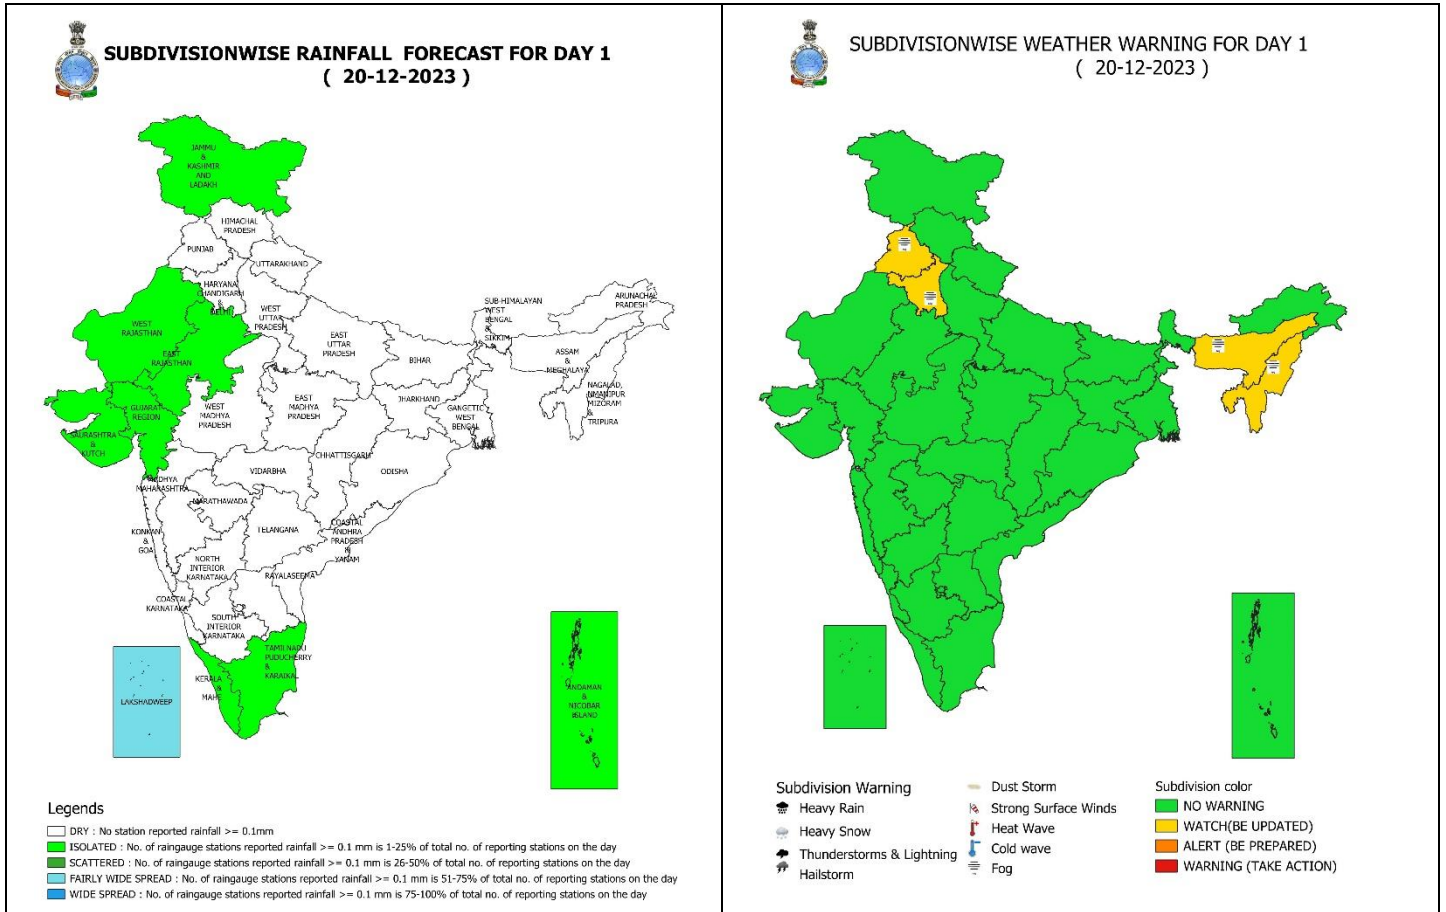 SUBDIVISIONWISE RAINFALL FORECAST FOR DAY 1
( 20-12-2023 )
JAMMU
&
KASHMIR
AND
LADAKH
HIMACHAL
PRADESH
PUNJAB
UTTARAKHAND
HARYANA
CHANDIGARH
&
DELHI
WEST
UTTAR
PRADESH
WEST
RAJASTHAN
EAST
RAJASTHAN
EAST
UTTAR
PRADESH
BIHAR
SUB-HIMALAYAN
WEST
BENGAL
&
SIKKIM
ARUNACHAL
PRADESH
ASSAM
&
MEGHALAYA
NAGALAD,
MANIPUR
MIZORAM
&
TRIPURA
GUJARAT
REGION
SAURASHTRA
&
KUTCH
WEST
MADHYA
PRADESH
EAST
MADHYA
PRADESH
JHARKHAND
GANGETIC
WEST
BENGAL
CHHATTISGARH
ODISHA
VIDARBHA
MADHYA
MAHARASHTRA
MARATHAWADA
KONKAN
&
GOA
TELANGANA
COASTAL
ANDHRA
PRADESH
&
YANAM
NORTH
INTERIOR
KARNATAKA
RAYALASEEMA
COASTAL
KARNATAKA
SOUTH
INTERIOR
KARNATAKA
TAMILNADU
PUDUCHERRY
&
KARAIKAL
KERALA
&
MAHE
LAKSHADWEEP
ANDAMAN
&
NICOBAR
ISLAND
Legends
DRY : No station reported rainfall >= 0.1mm
ISOLATED : No. of raingauge stations reported rainfall >= 0.1 mm is 1-25% of total no. of reporting stations on the day
SCATTERED : No. of raingauge stations reported rainfall >= 0.1 mm is 26-50% of total no. of reporting stations on the day
FAIRLY WIDE SPREAD : No. of raingauge stations reported rainfall >= 0.1 mm is 51-75% of total no. of reporting stations on the day
WIDE SPREAD : No. of raingauge stations reported rainfall >= 0.1 mm is 75-100% of total no. of reporting stations on the day
SUBDIVISIONWISE WEATHER WARNING FOR DAY 1
( 20-12-2023 )
Subdivision Warning
Heavy Rain
Heavy Snow
Thunderstorms & Lightning
Hailstorm
Dust Storm
Strong Surface Winds
Heat Wave
Cold wave
Fog
Subdivision color
NO WARNING
WATCH(BE UPDATED)
ALERT (BE PREPARED)
WARNING (TAKE ACTION)